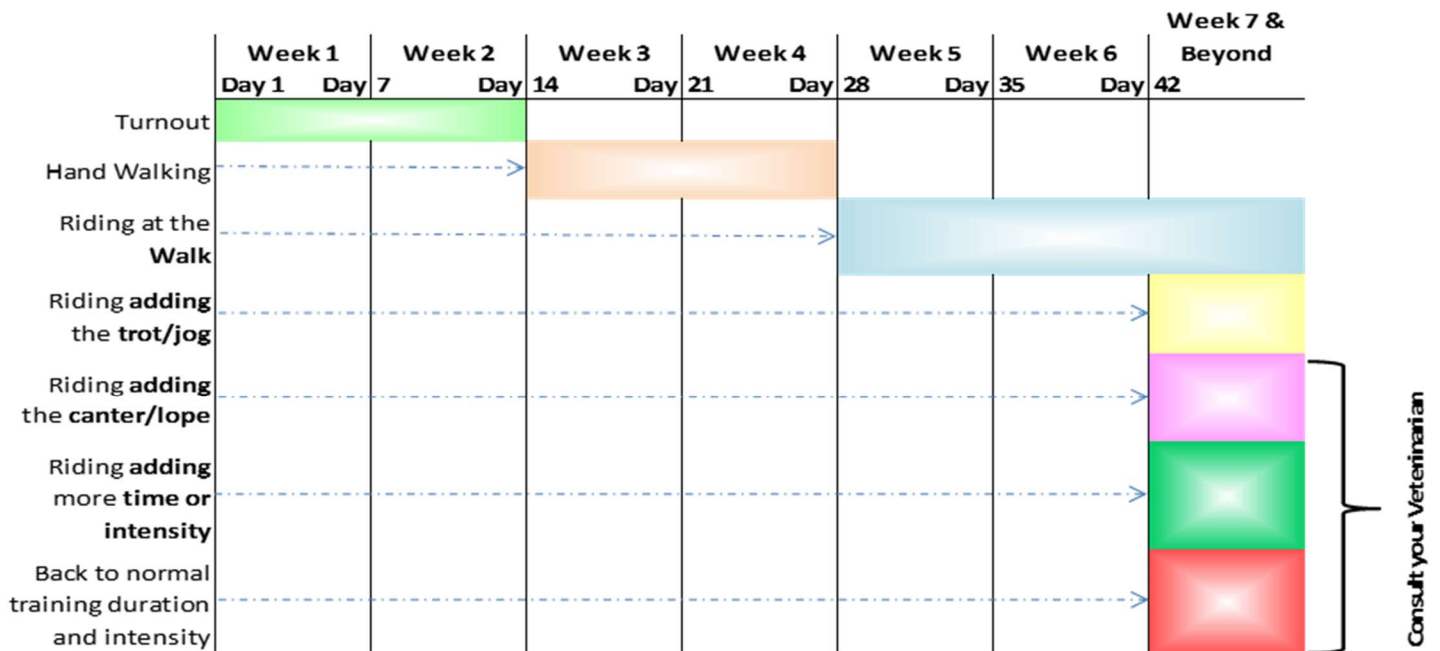 Week 7 &
Week 1 Week 2 Week 3 Week 4 Week 5 Week 6 Beyond
Day 1 Day 7 Day 14 Day 21 Day 28 Day 35 Day 42
Turnout
Hand Walking
Riding at the
Walk
Riding adding
the trot/jog
Riding adding
the canter/lope
Riding adding
more time or
intensity
Back to normal
training duration
and intensity
Consult your Veterinarian